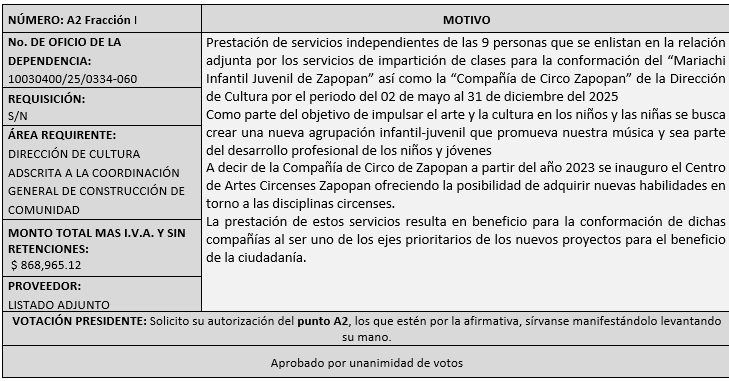 NÚMERO: A2 Fracción I
No. DE OFICIO DE LA
DEPENDENCIA:
10030400/25/0334-060
REQUISICIÓN:
S/N
ÁREA REQUIRENTE:
DIRECCIÓN DE CULTURA
ADSCRITA A LA COORDINACIÓN
GENERAL DE CONSTRUCCIÓN DE
COMUNIDAD
MONTO TOTAL MAS I.V.A. Y SIN
RETENCIONES:
$ 868,965.12
PROVEEDOR:
LISTADO ADJUNTO
MOTIVO
Prestación de servicios independientes de las 9 personas que se enlistan en la relación
adjunta por los servicios de impartición de clases para la conformación del “Mariachi
Infantil Juvenil de Zapopan” así como la “Compañía de Circo Zapopan” de la Dirección
de Cultura por el periodo del 02 de mayo al 31 de diciembre del 2025
Como parte del objetivo de impulsar el arte y la cultura en los niños y las niñas se busca
crear una nueva agrupación infantil-juvenil que promueva nuestra música y sea parte
del desarrollo profesional de los niños y jóvenes
A decir de la Compañía de Circo de Zapopan a partir del año 2023 se inauguro el Centro
de Artes Circenses Zapopan ofreciendo la posibilidad de adquirir nuevas habilidades en
torno a las disciplinas circenses.
La prestación de estos servicios resulta en beneficio para la conformación de dichas
compañías al ser uno de los ejes prioritarios de los nuevos proyectos para el beneficio
de la ciudadanía.
VOTACIÓN PRESIDENTE: Solicito su autorización del punto A2, los que estén por la afirmativa, sírvanse manifestándolo levantando
su mano.
Aprobado por unanimidad de votos